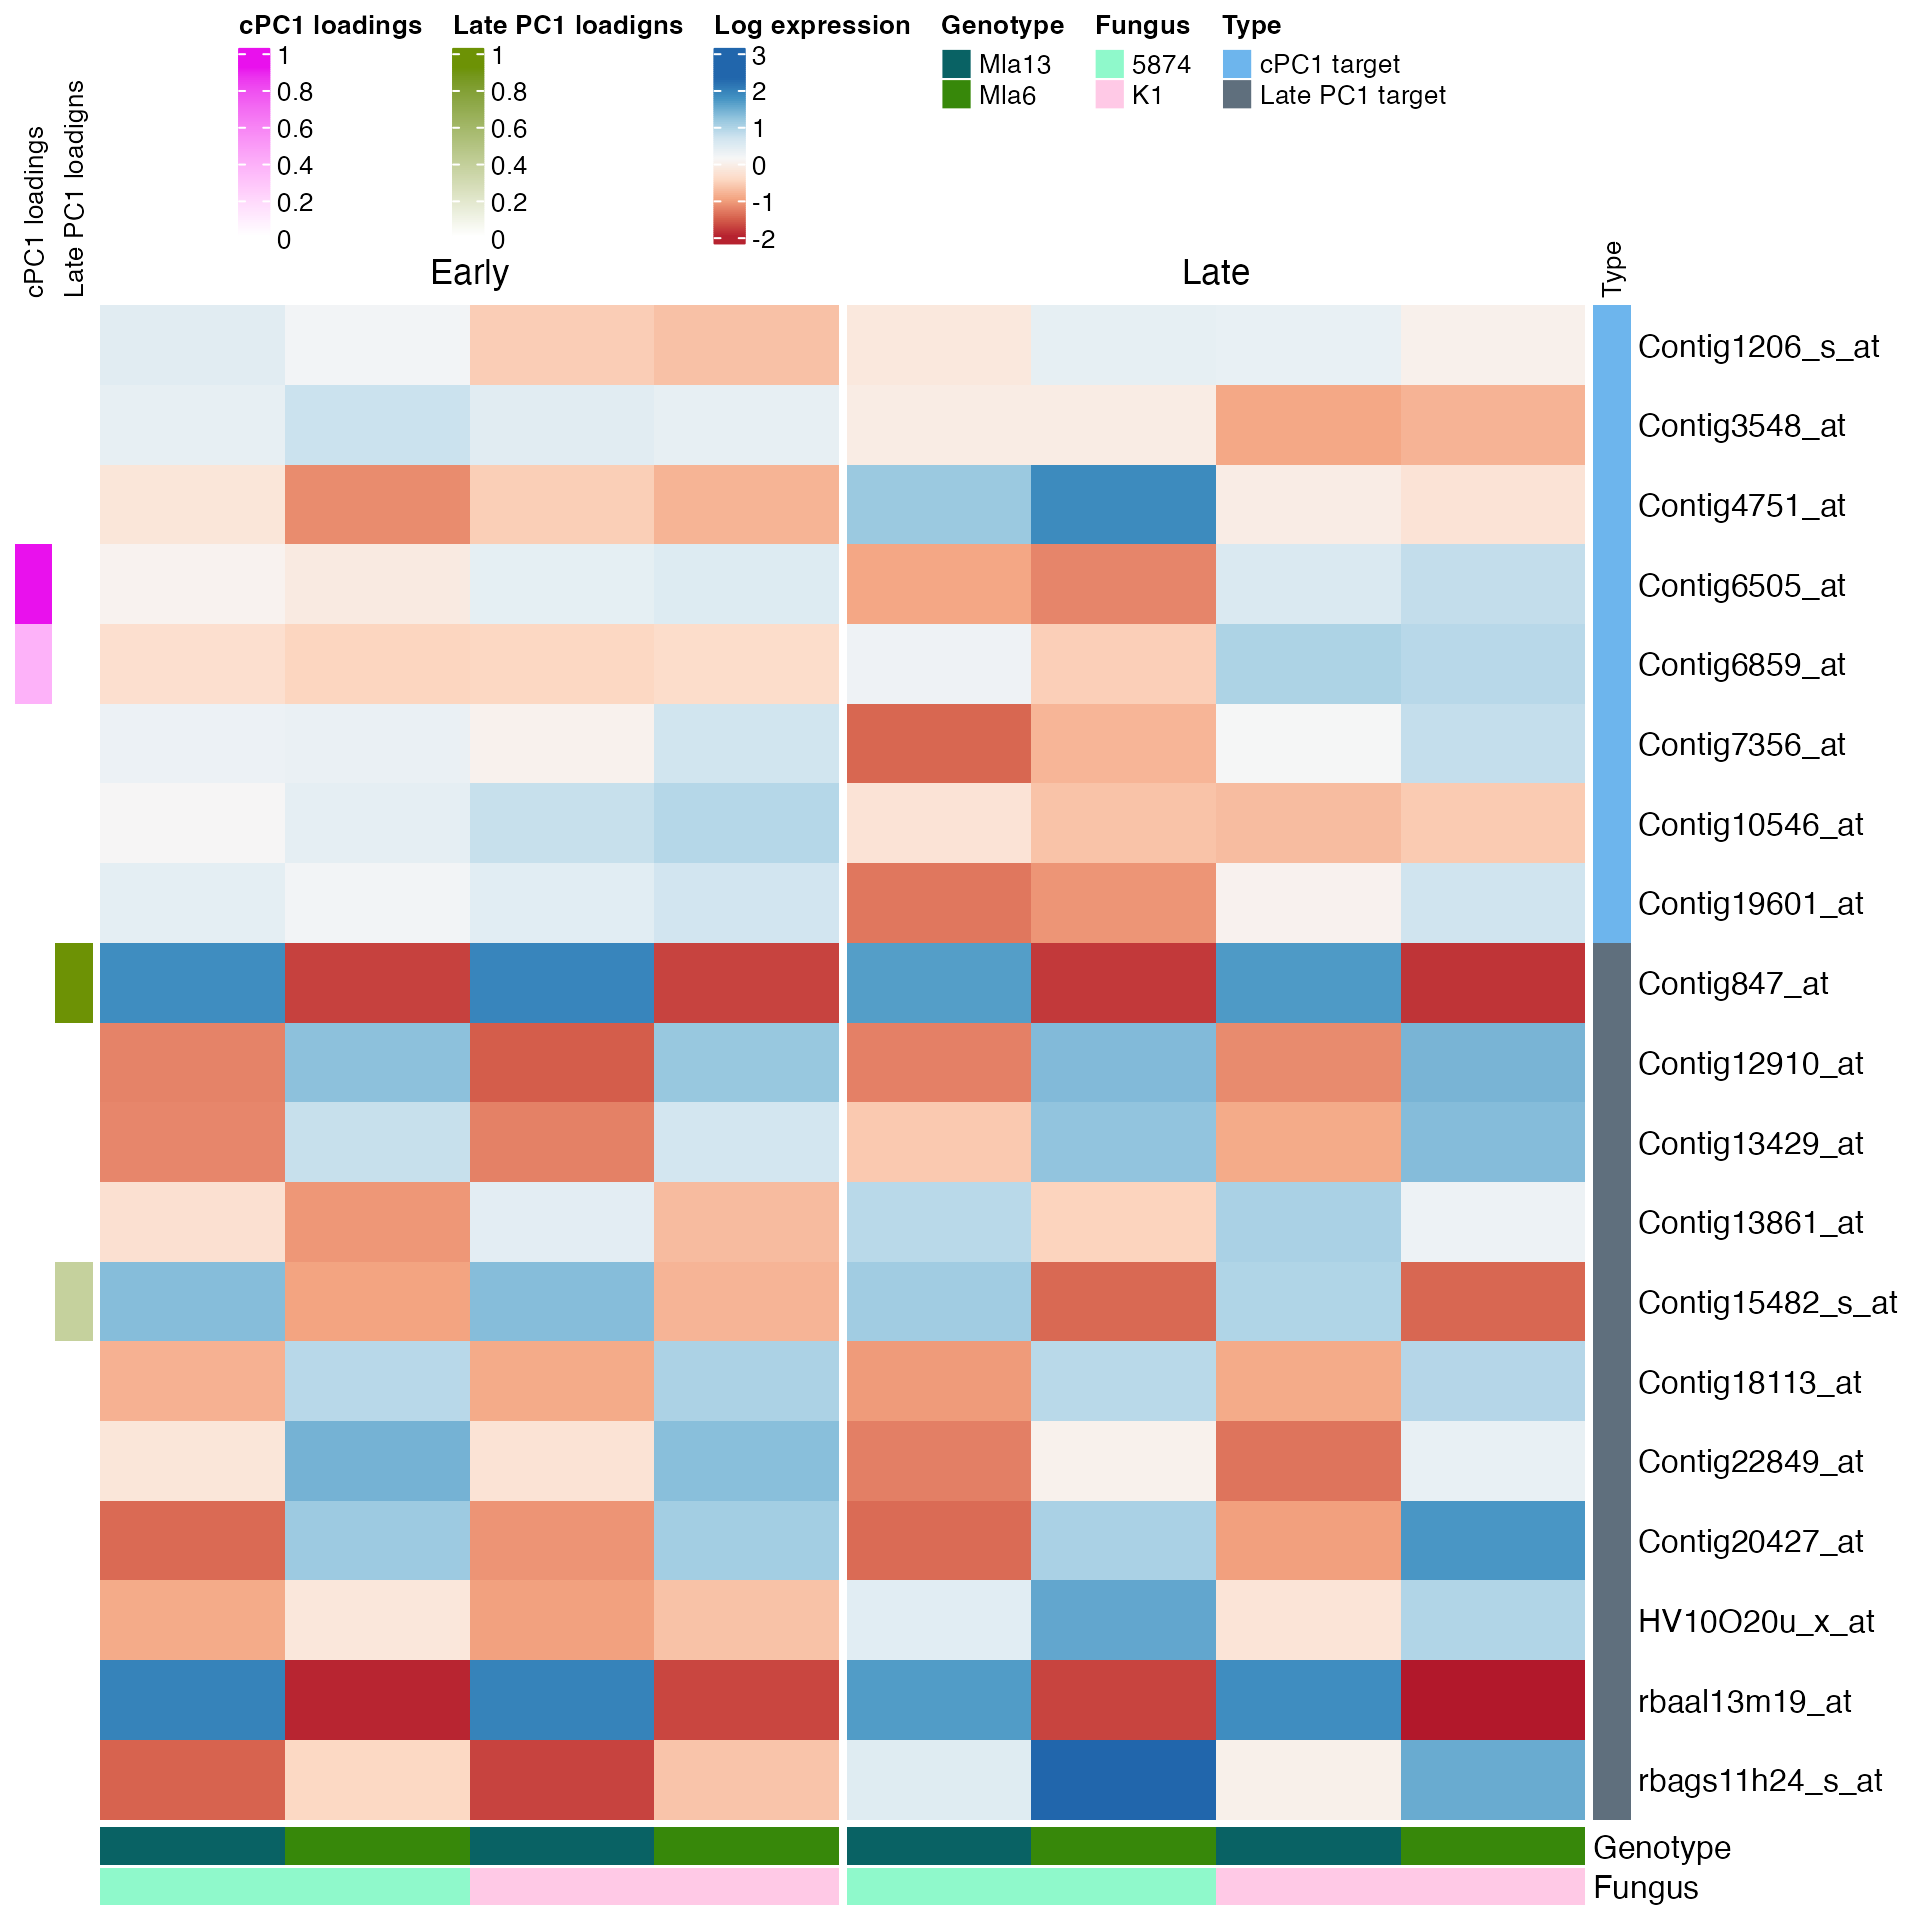 cPC1 loadings
1
0.8
0.6
0.4
0.2
0
Late PC1 loadigns
1
0.8
0.6
0.4
0.2
0
Log expression
3
2
1
0
-1
-2
Genotype
Mla13
Mla6
Fungus
5874
K1
Type
cPC1 target
Late PC1 target
cPC1 loadings
Late PC1 loadigns
Early
Late
Type
Contig1206_s_at
Contig3548_at
Contig4751_at
Contig6505_at
Contig6859_at
Contig7356_at
Contig10546_at
Contig19601_at
Contig847_at
Contig12910_at
Contig13429_at
Contig13861_at
Contig15482_s_at
Contig18113_at
Contig22849_at
Contig20427_at
HV10O20u_x_at
rbaal13m19_at
rbags11h24_s_at
Genotype
Fungus